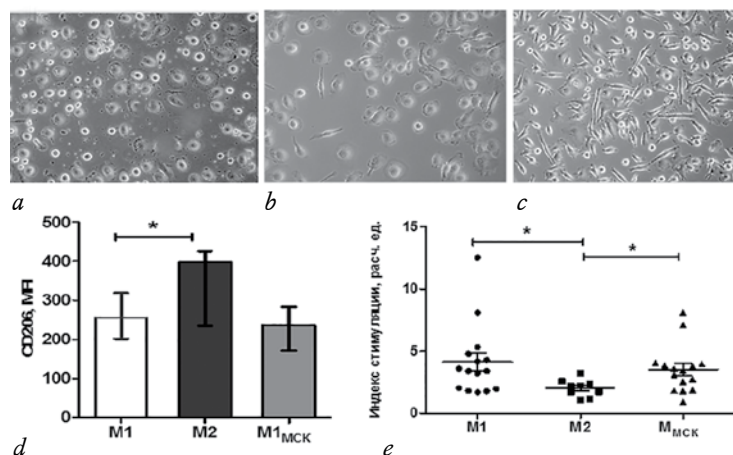 a b c
500
400
300
200
100
0
CD206, MFI
*
M1 M2 M1МСК
d
15
10
5
0
Индекс стимуляции, расч. ед.
* *
M1 M2 MМСК
e